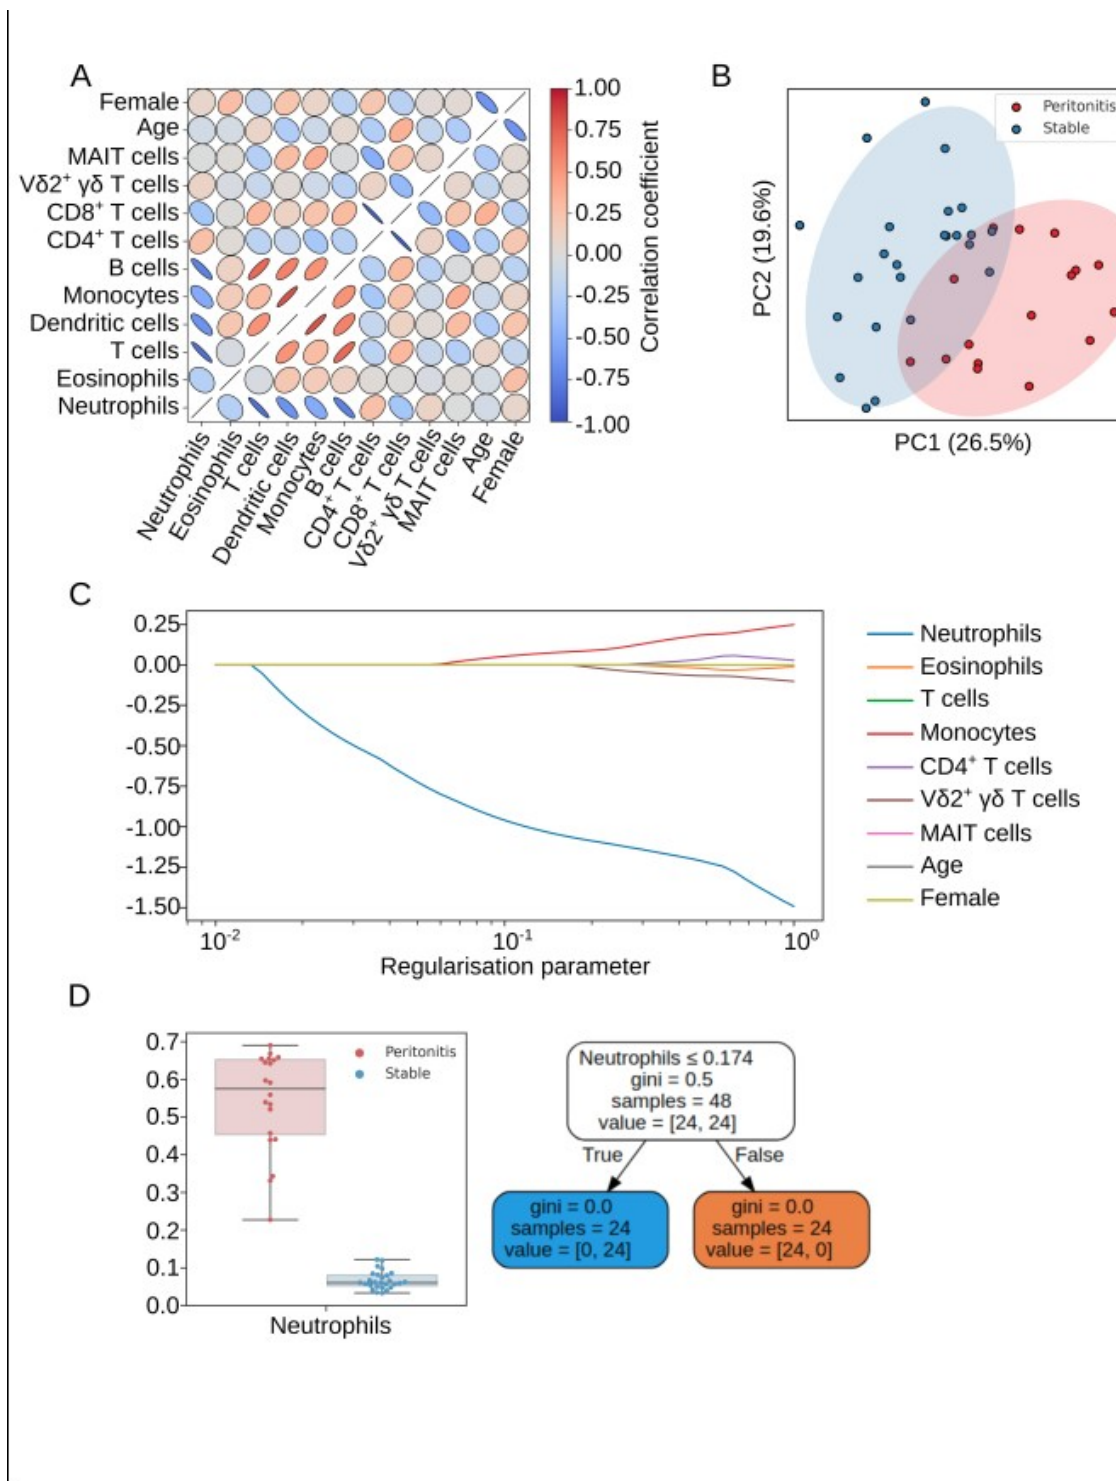 A
Female
Age
MAIT cells
Vδ2⁺ γδ T cells
CD8⁺ T cells
CD4⁺ T cells
B cells
Monocytes
Dendritic cells
T cells
Eosinophils
Neutrophils
Neutrophils
Eosinophils
T cells
Dendritic cells
Monocytes
B cells
CD4⁺ T cells
CD8⁺ T cells
Vδ2⁺ γδ T cells
MAIT cells
Age
Female
1.00
0.75
0.50
0.25
0.00
-0.25
-0.50
-0.75
-1.00
Correlation coefficient
B
Peritonitis
Stable
PC2 (19.6%)
PC1 (26.5%)
C
0.25
0.00
-0.25
-0.50
-0.75
-1.00
-1.25
-1.50
10⁻²
10⁻¹
10⁰
Regularisation parameter
Neutrophils
Eosinophils
T cells
Monocytes
CD4⁺ T cells
Vδ2⁺ γδ T cells
MAIT cells
Age
Female
D
0.7
0.6
0.5
0.4
0.3
0.2
0.1
0.0
Peritonitis
Stable
Neutrophils
Neutrophils ≤ 0.174
gini = 0.5
samples = 48
value = [24, 24]
True
False
gini = 0.0
samples = 24
value = [0, 24]
gini = 0.0
samples = 24
value = [24, 0]